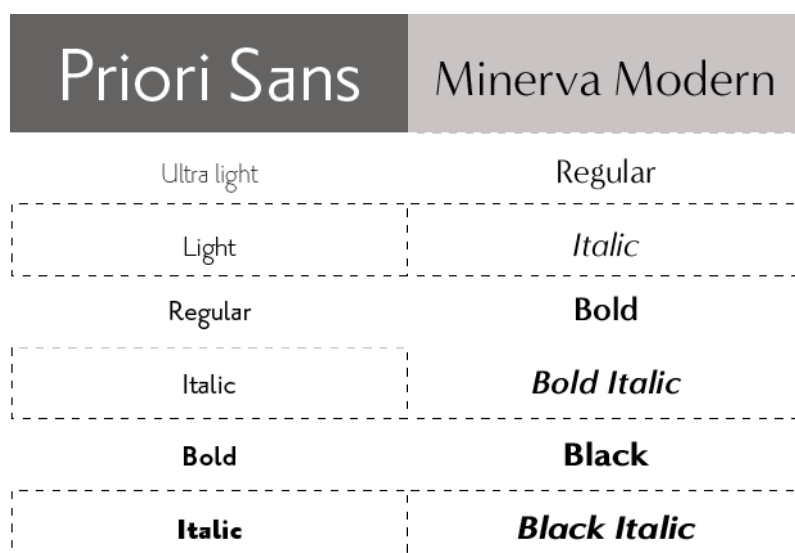 Priori Sans Minerva Modern
Ultra light Regular
Light Italic
Regular Bold
Italic Bold Italic
Bold Black
Italic Black Italic